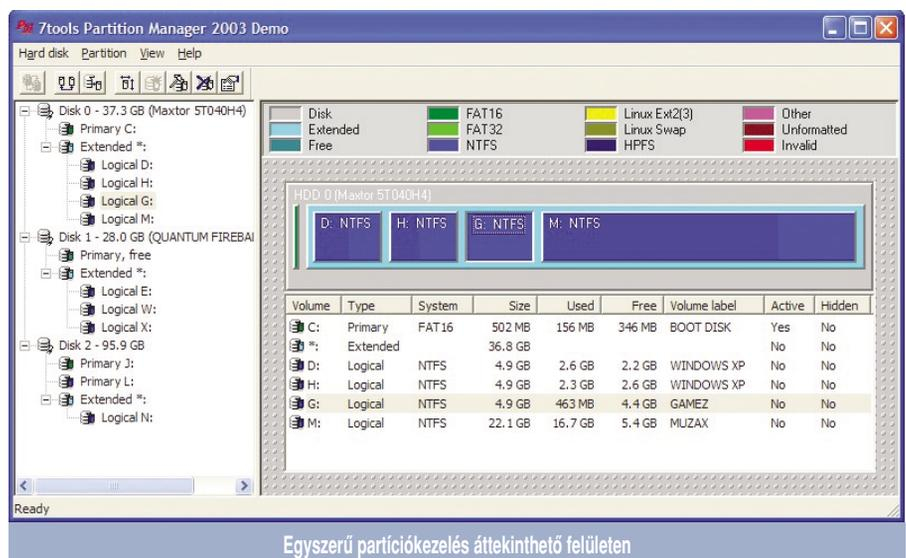 7tools Partition Manager 2003 Demo
Hard disk Partition View Help
Disk 0 - 37.3 GB (Maxtor 5T040H4)
Primary C:
Extended *:
Logical D:
Logical H:
Logical G:
Logical M:
Disk 1 - 28.0 GB (QUANTUM FIREBAL
Primary, free
Extended *:
Logical E:
Logical W:
Logical X:
Disk 2 - 95.9 GB
Primary J:
Primary L:
Extended *:
Logical N:
Disk FAT16 Linux Ext2(3) Other
Extended FAT32 Linux Swap Unformatted
Free NTFS HPFS Invalid
HDD 0 (Maxtor 5T040H4)
D: NTFS H: NTFS G: NTFS M: NTFS
Volume Type System Size Used Free Volume label Active Hidden
C: Primary FAT16 502 MB 156 MB 346 MB BOOT DISK Yes No
*: Extended 36.8 GB No No
D: Logical NTFS 4.9 GB 2.6 GB 2.2 GB WINDOWS XP No No
H: Logical NTFS 4.9 GB 2.3 GB 2.6 GB WINDOWS XP No No
G: Logical NTFS 4.9 GB 463 MB 4.4 GB GAMEZ No No
M: Logical NTFS 22.1 GB 16.7 GB 5.4 GB MUZAX No No
Ready
Egyszerű partíciókezelés áttekinthető felületen